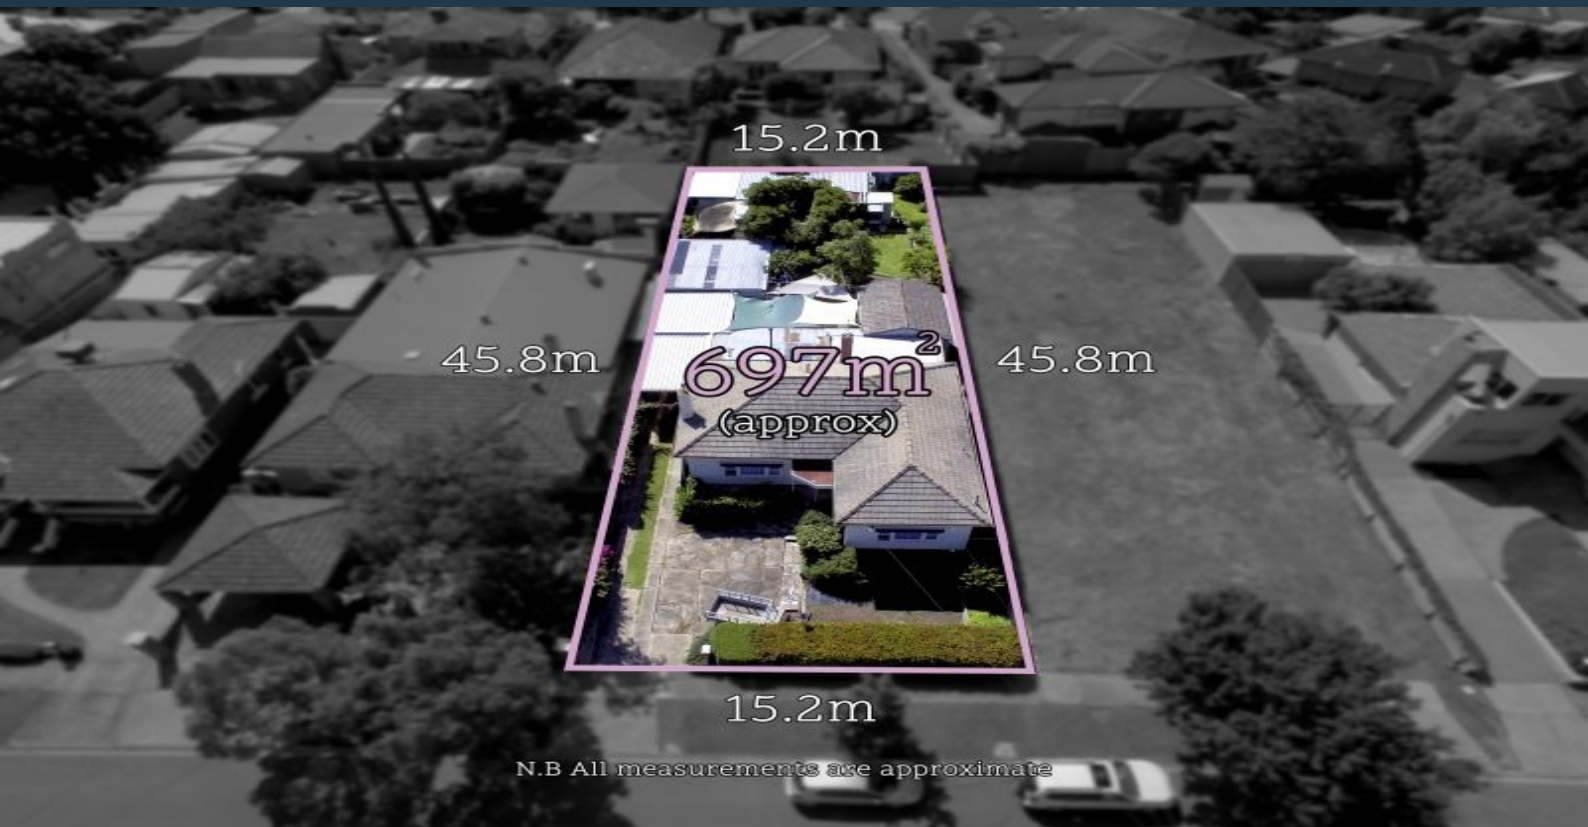 15.2m
45.8m
697m²
45.8m
(approx)
15.2m
N.B All measurements are approximate